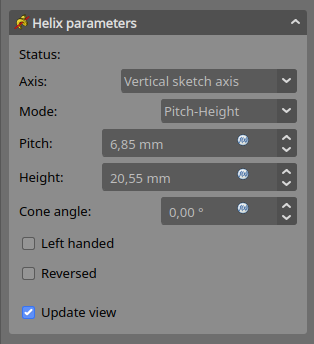 Helix parameters
Status:
Axis: Vertical sketch axis
Mode: Pitch-Height
Pitch: 6,85 mm
Height: 20,55 mm
Cone angle: 0,00 °
Left handed
Reversed
Update view